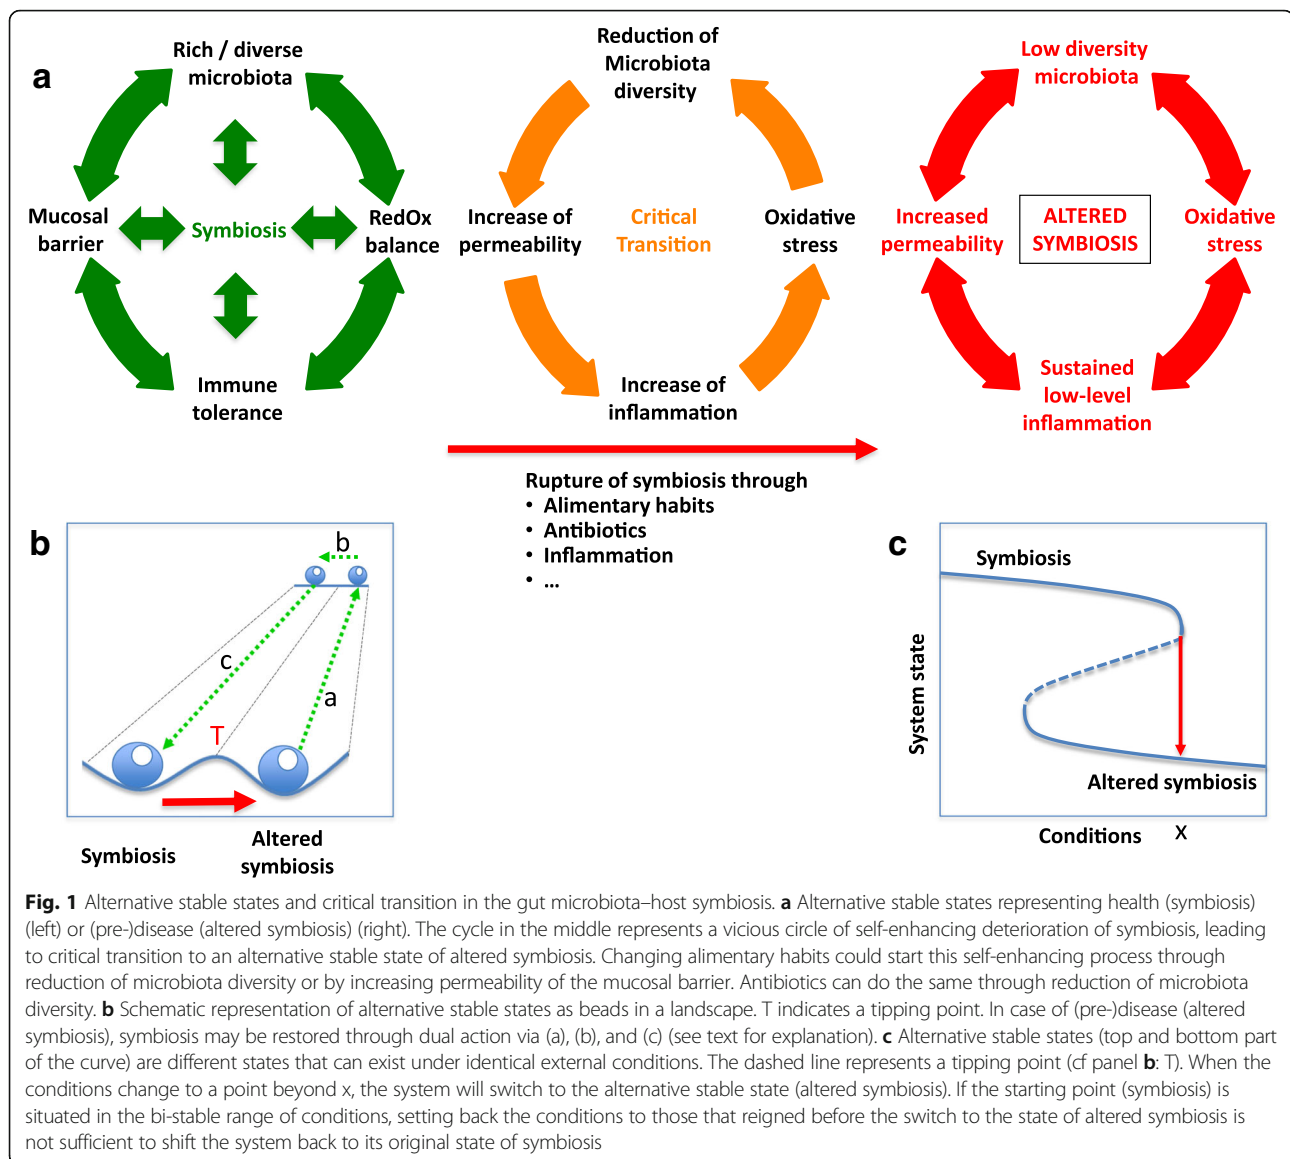 a
Rich / diverse
microbiota
Mucosal
barrier
Symbiosis
RedOx
balance
Immune
tolerance
Reduction of
Microbiota
diversity
Increase of
permeability
Critical
Transition
Oxidative
stress
Increase of
inflammation
Low diversity
microbiota
Increased
permeability
ALTERED
SYMBIOSIS
Oxidative
stress
Sustained
low-level
inflammation
Rupture of symbiosis through
• Alimentary habits
• Antibiotics
• Inflammation
• ...
b
b
c
a
T
Symbiosis
Altered
symbiosis
c
Symbiosis
System state
Altered symbiosis
Conditions
x
Fig. 1 Alternative stable states and critical transition in the gut microbiota–host symbiosis. a Alternative stable states representing health (symbiosis)
(left) or (pre-)disease (altered symbiosis) (right). The cycle in the middle represents a vicious circle of self-enhancing deterioration of symbiosis, leading
to critical transition to an alternative stable state of altered symbiosis. Changing alimentary habits could start this self-enhancing process through
reduction of microbiota diversity or by increasing permeability of the mucosal barrier. Antibiotics can do the same through reduction of microbiota
diversity. b Schematic representation of alternative stable states as beads in a landscape. T indicates a tipping point. In case of (pre-)disease (altered
symbiosis), symbiosis may be restored through dual action via (a), (b), and (c) (see text for explanation). c Alternative stable states (top and bottom part
of the curve) are different states that can exist under identical external conditions. The dashed line represents a tipping point (cf panel b: T). When the
conditions change to a point beyond x, the system will switch to the alternative stable state (altered symbiosis). If the starting point (symbiosis) is
situated in the bi-stable range of conditions, setting back the conditions to those that reigned before the switch to the state of altered symbiosis is
not sufficient to shift the system back to its original state of symbiosis